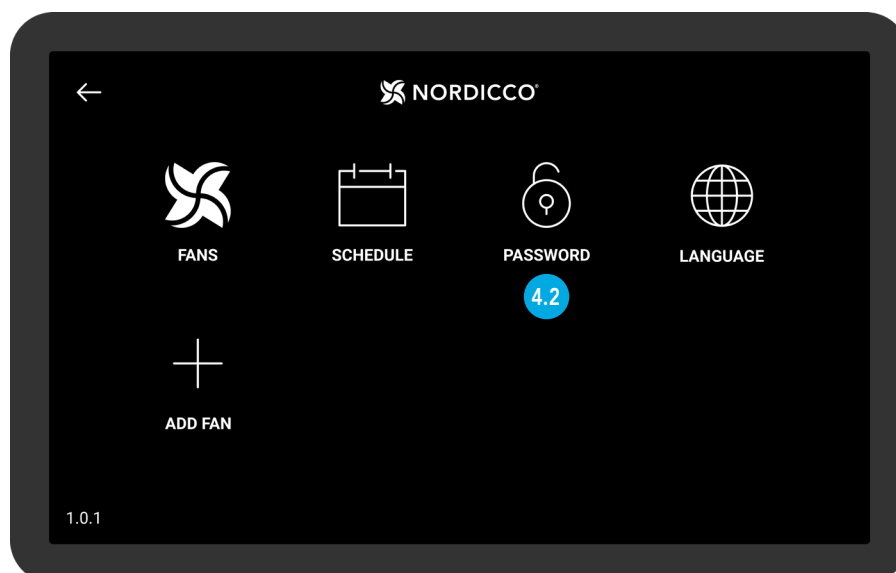 NORDICCO®
FANS SCHEDULE PASSWORD LANGUAGE
4.2
ADD FAN
1.0.1